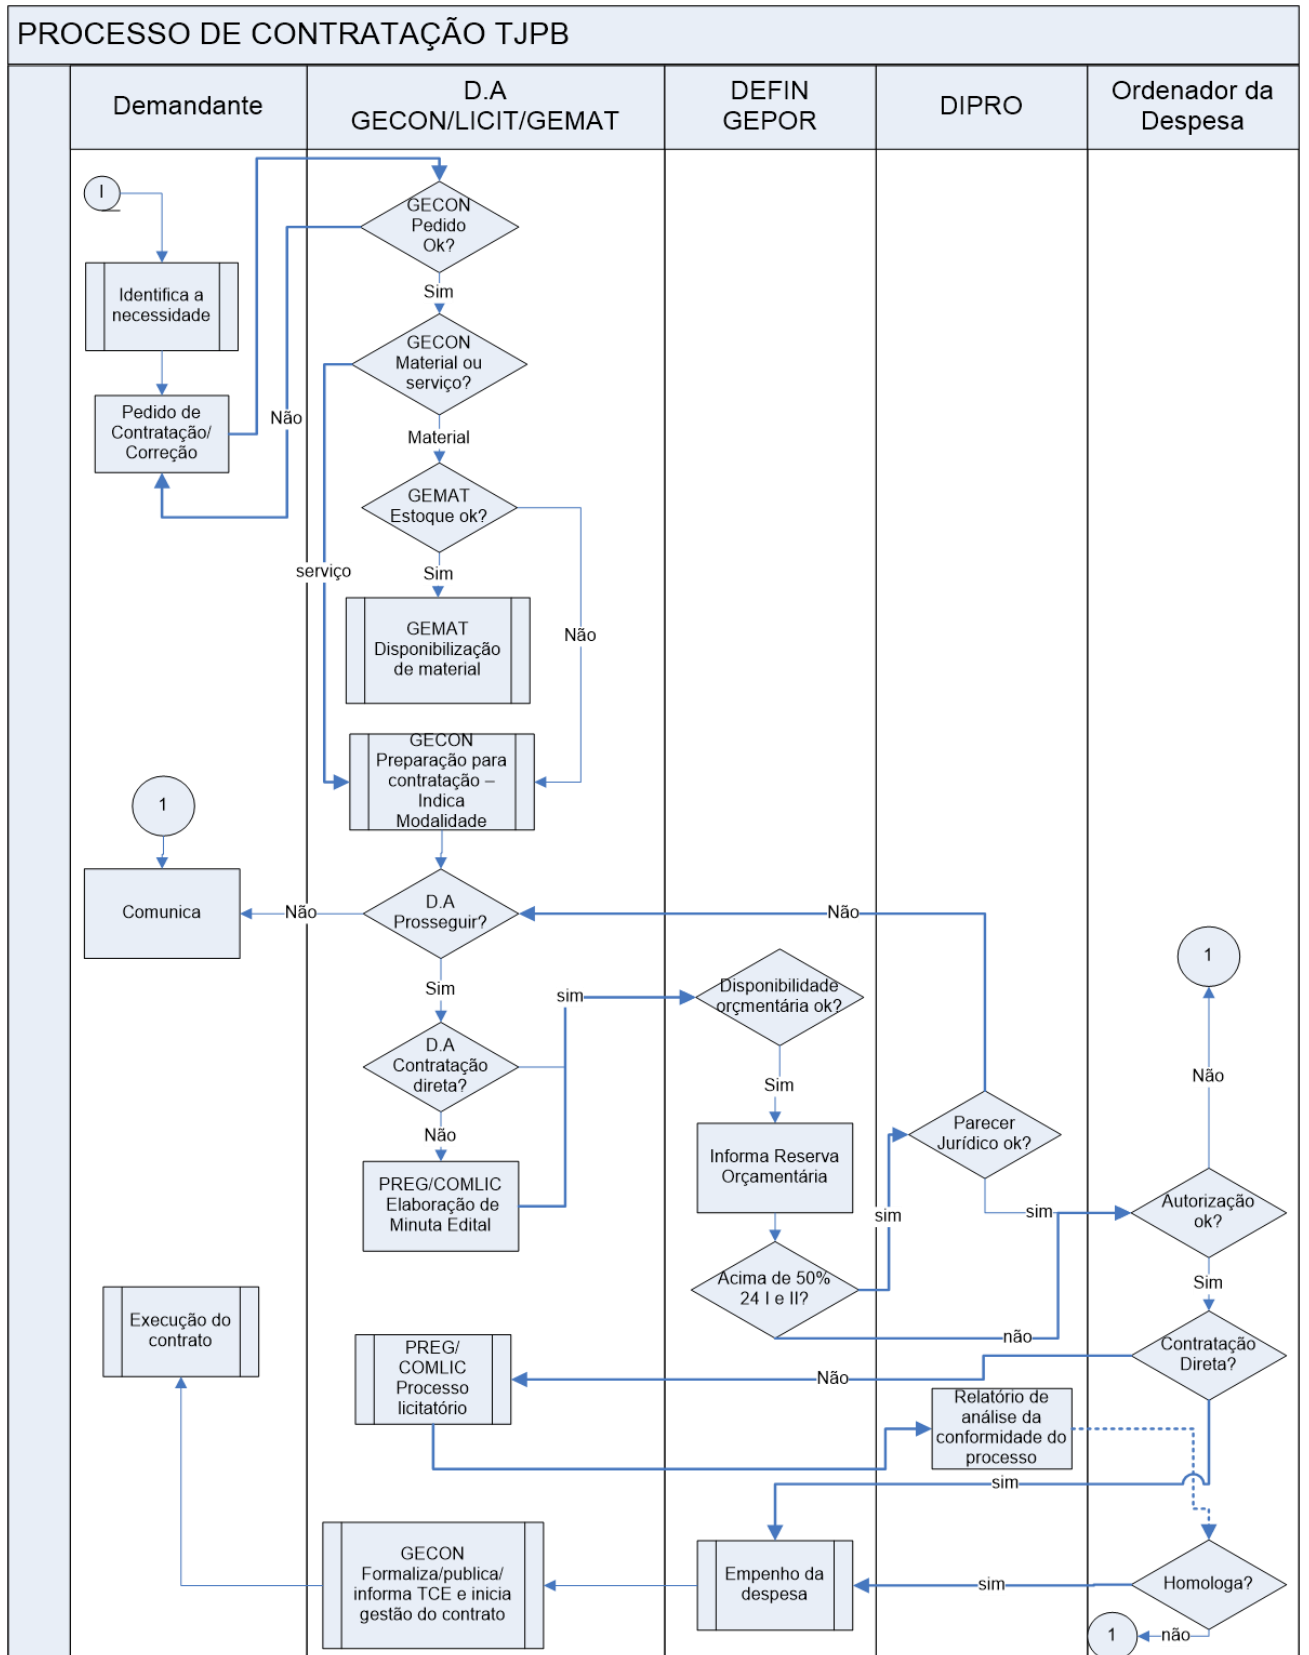 PROCESSO DE CONTRATAÇÃO TJPB
Demandante
D.A
GECON/LICIT/GEMAT
DEFIN
GEPOR
DIPRO
Ordenador da
Despesa
I
GECON
Pedido
Ok?
Sim
Identifica a
necessidade
GECON
Material ou
serviço?
Pedido de
Contratação/
Correção
Não
Material
GEMAT
Estoque ok?
serviço
Sim
Não
GEMAT
Disponibilização
de material
GECON
Preparação para
contratação –
Indica
Modalidade
1
Comunica
Não
D.A
Prosseguir?
Não
1
Sim
sim
Disponibilidade
orçmentária ok?
D.A
Contratação
direta?
Sim
Não
Não
Parecer
Jurídico ok?
Informa Reserva
Orçamentária
PREG/COMLIC
Elaboração de
Minuta Edital
sim
sim
Autorização
ok?
Acima de 50%
24 I e II?
Sim
Execução do
contrato
não
Contratação
Direta?
PREG/
COMLIC
Processo
licitatório
Não
Relatório de
análise da
conformidade do
processo
sim
GECON
Formaliza/publica/
informa TCE e inicia
gestão do contrato
Empenho da
despesa
sim
Homologa?
1
não